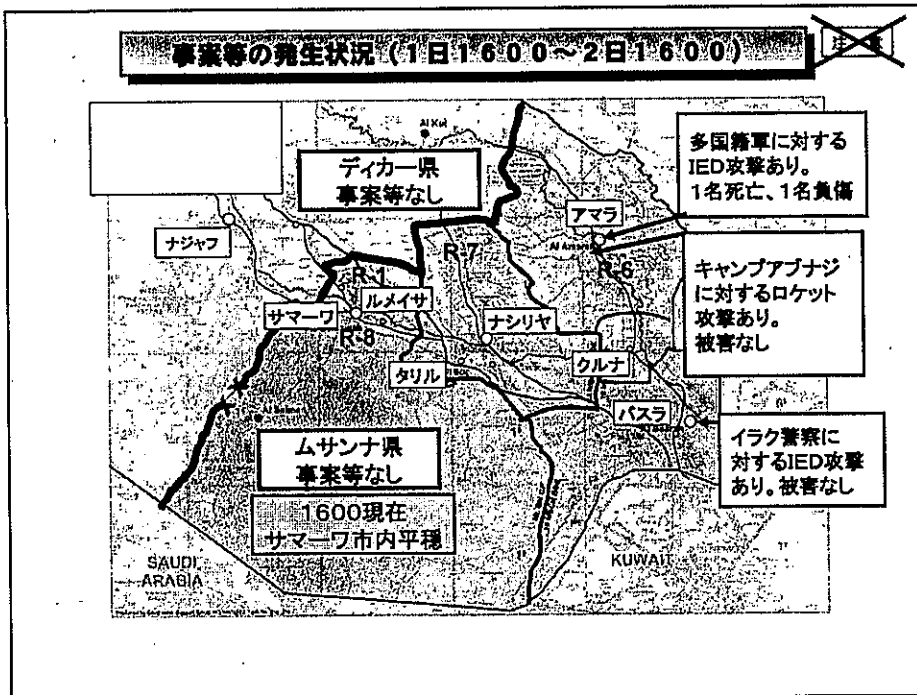 事案等の発生状況(1日1600～2日1600)
注意
Al Kut
ディカー県
事案等なし
多国籍軍に対する
IED攻撃あり。
1名死亡、1名負傷
アマラ
ナジャフ
R-7
R-6
キャンプアブナジ
に対するロケット
攻撃あり。
被害なし
R-1
ルメイサ
サマーワ
R-8
ナシリヤ
クルナ
タリル
バスラ
イラク警察に
対するIED攻撃
あり。被害なし
ムサンナ県
事案等なし
1600現在
サマーワ市内平穏
SAUDI
ARABIA
KUWAIT